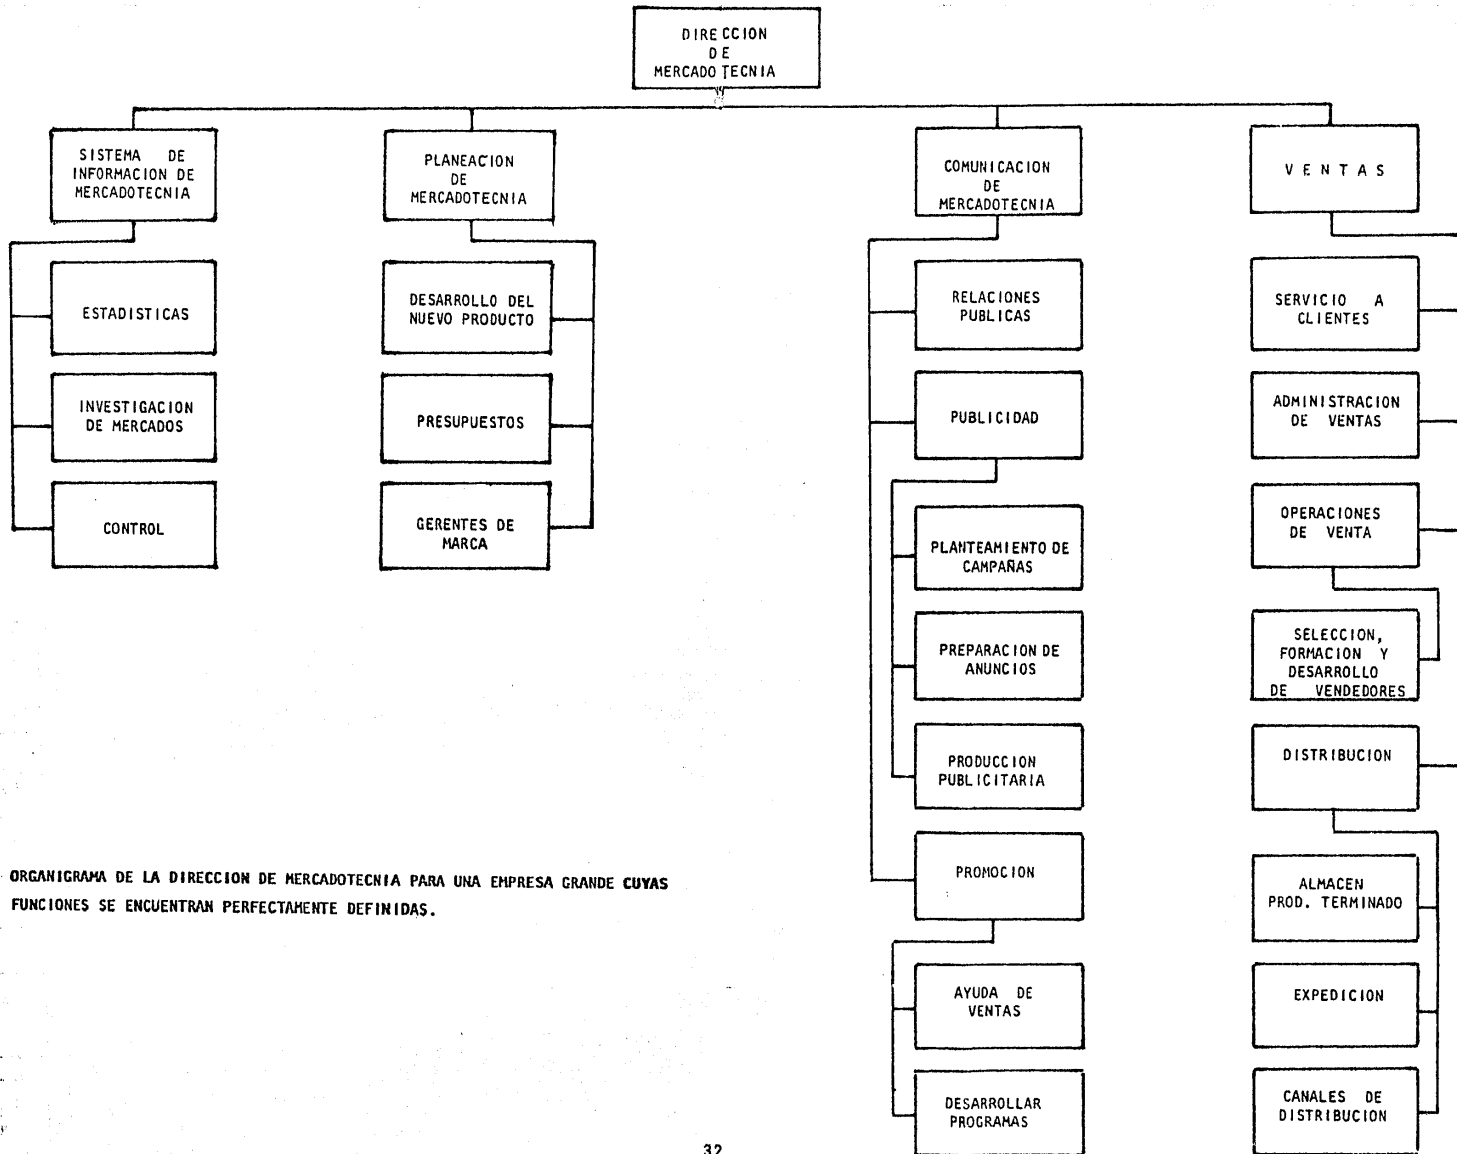 DIRECCION
DE
MERCADOTECNIA
SISTEMA DE
INFORMACION DE
MERCADOTECNIA
ESTADISTICAS
INVESTIGACION
DE MERCADOS
CONTROL
PLANEACION
DE
MERCADOTECNIA
DESARROLLO DEL
NUEVO PRODUCTO
PRESUPUESTOS
GERENTES DE
MARCA
COMUNICACION
DE
MERCADOTECNIA
RELACIONES
PUBLICAS
PUBLICIDAD
PLANTEAMIENTO DE
CAMPAÑAS
PREPARACION DE
ANUNCIOS
PRODUCCION
PUBLICITARIA
PROMOCION
AYUDA DE
VENTAS
DESARROLLAR
PROGRAMAS
VENTAS
SERVICIO A
CLIENTES
ADMINISTRACION
DE VENTAS
OPERACIONES
DE VENTA
SELECCION,
FORMACION Y
DESARROLLO
DE VENDEDORES
DISTRIBUCION
ALMACEN
PROD. TERMINADO
EXPEDICION
CANALES DE
DISTRIBUCION
ORGANIGRAMA DE LA DIRECCION DE MERCADOTECNIA PARA UNA EMPRESA GRANDE CUYAS
FUNCIONES SE ENCUENTRAN PERFECTAMENTE DEFINIDAS.
32